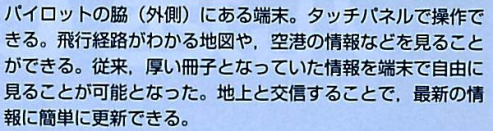 パイロットの脇（外側）にある端末。タッチパネルで操作で
きる。飛行経路がわかる地図や，空港の情報などを見ること
ができる。従来，厚い冊子となっていた情報を端末で自由に
見ることが可能となった。地上と交信することで，最新の情
報に簡単に更新できる。